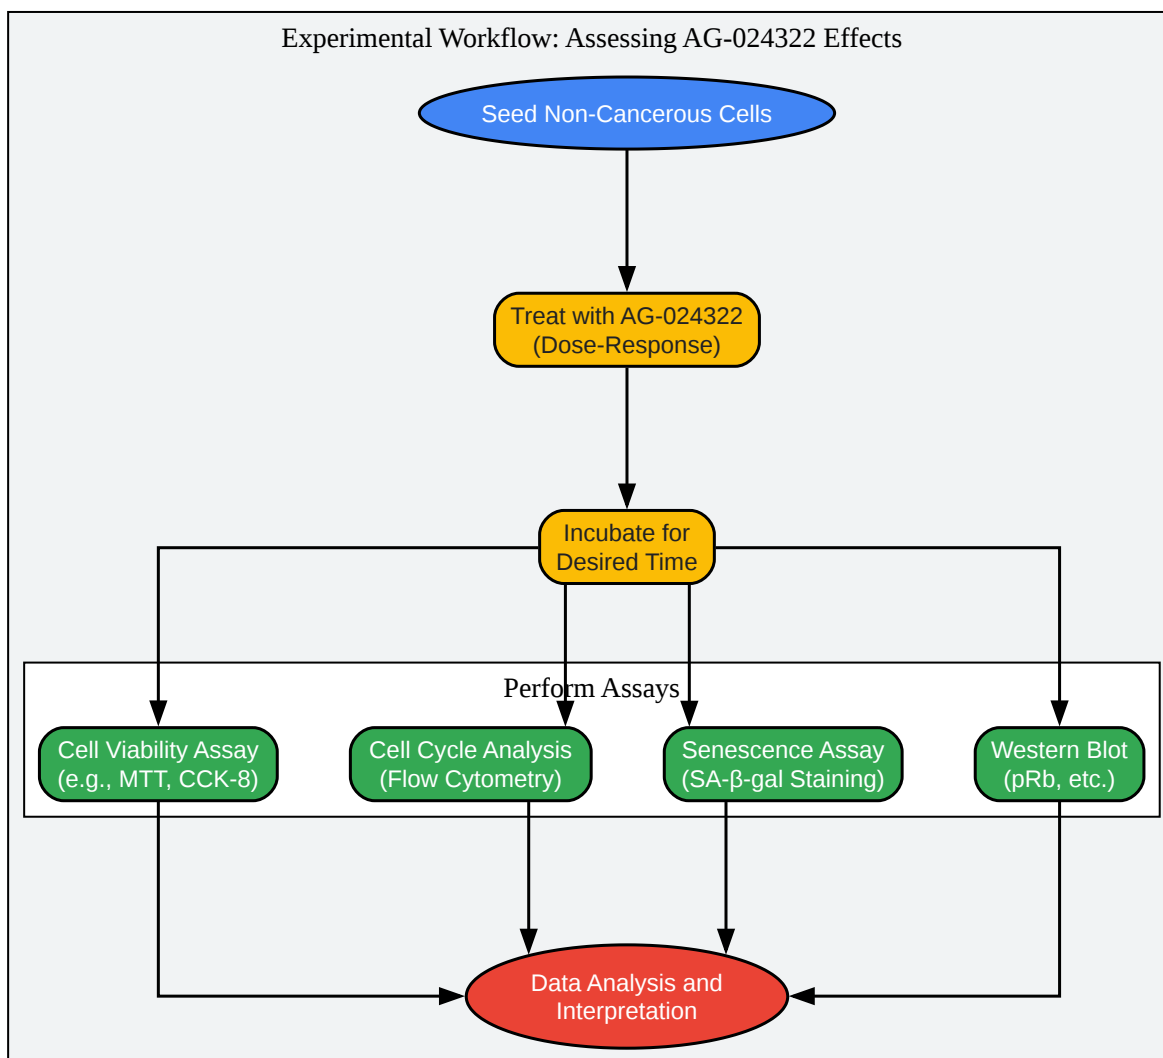 Experimental Workflow: Assessing AG-024322 Effects
Seed Non-Cancerous Cells
Treat with AG-024322
(Dose-Response)
Incubate for
Desired Time
Perform Assays
Cell Viability Assay
(e.g., MTT, CCK-8)
Cell Cycle Analysis
(Flow Cytometry)
Senescence Assay
(SA-β-gal Staining)
Western Blot
(pRb, etc.)
Data Analysis and
Interpretation